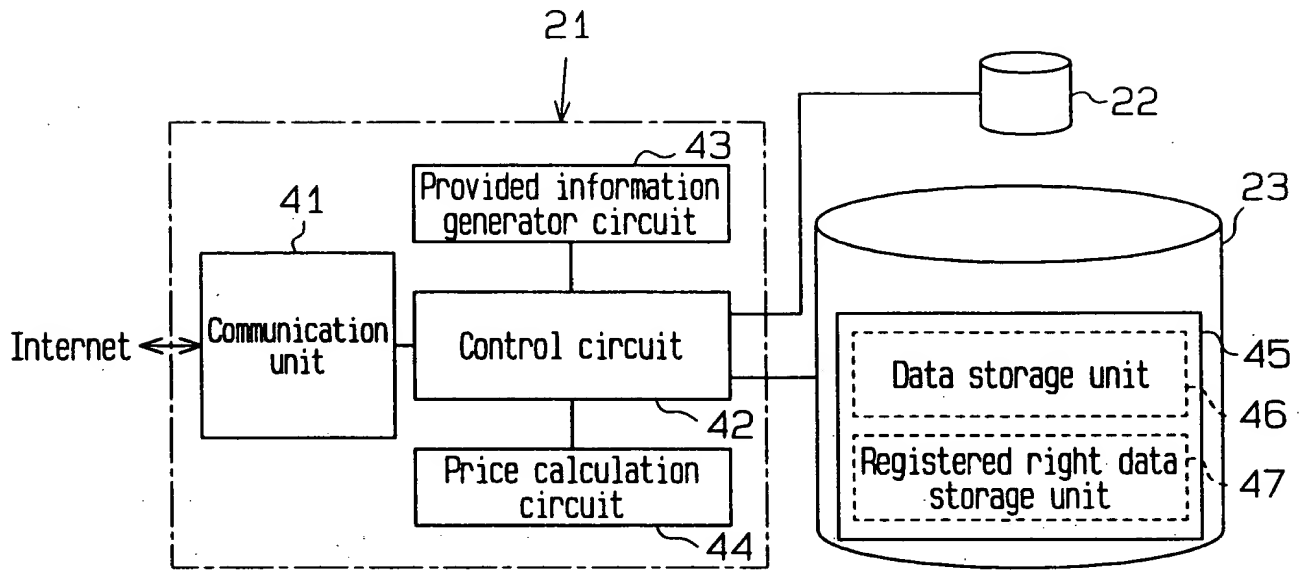 21
22
43
Provided information
generator circuit
23
41
Communication
unit
Internet
Control circuit
42
45
Data storage unit
46
Price calculation
circuit
44
Registered right data
storage unit
47